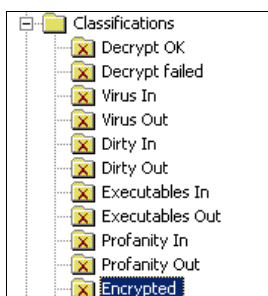 Classifications
Decrypt OK
Decrypt failed
Virus In
Virus Out
Dirty In
Dirty Out
Executables In
Executables Out
Profanity In
Profanity Out
Encrypted